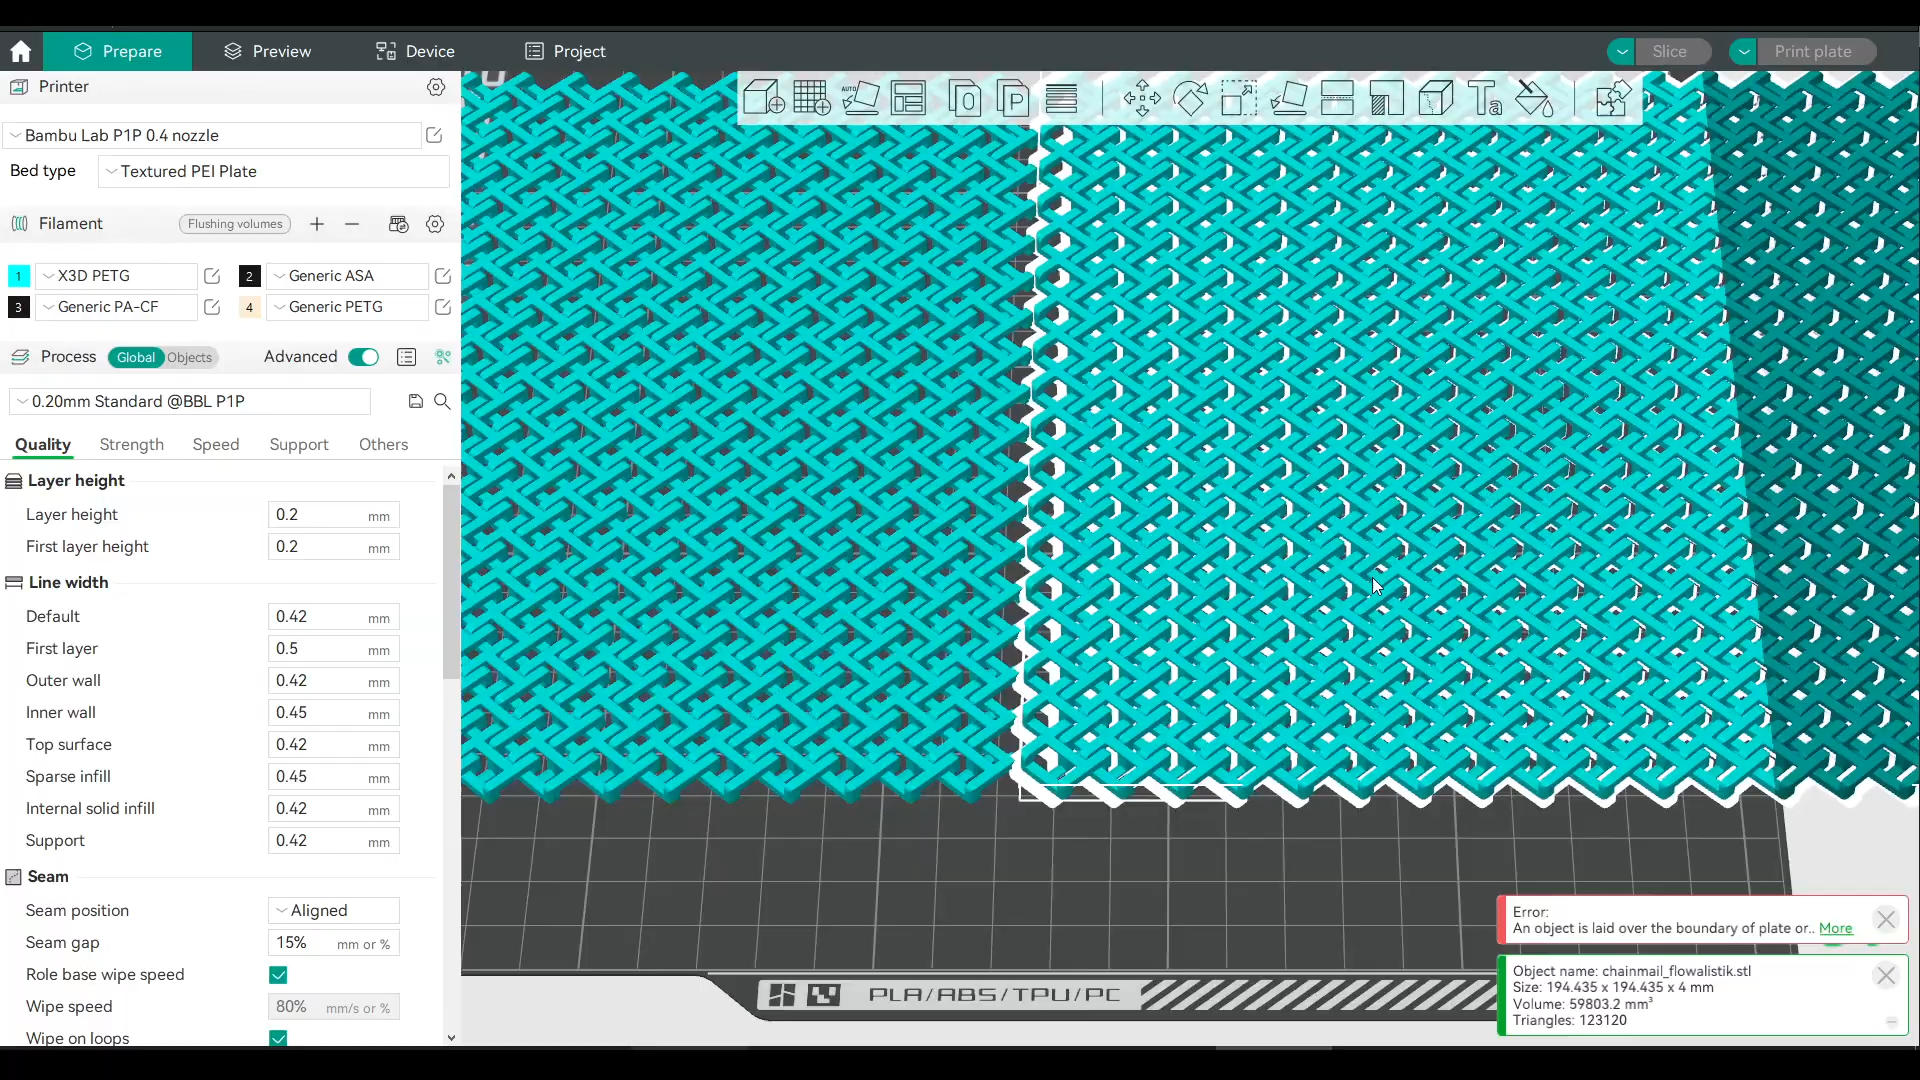 Prepare
Preview
Device
Project
Slice
Print plate
Printer
Bambu Lab P1P 0.4 nozzle
Bed type
Textured PEI Plate
Filament
Flushing volumes
1 X3D PETG
2 Generic ASA
3 Generic PA-CF
4 Generic PETG
Process
Global
Objects
Advanced
0.20mm Standard @BBL P1P
Quality
Strength
Speed
Support
Others
Layer height
Layer height 0.2 mm
First layer height 0.2 mm
Line width
Default 0.42 mm
First layer 0.5 mm
Outer wall 0.42 mm
Inner wall 0.45 mm
Top surface 0.42 mm
Sparse infill 0.45 mm
Internal solid infill 0.42 mm
Support 0.42 mm
Seam
Seam position Aligned
Seam gap 15% mm or %
Role base wipe speed
Wipe speed 80% mm/s or %
Wipe on loops
AUTO
O
P
Ta
PLA/ABS/TPU/PC
Error:
An object is laid over the boundary of plate or.. More
Object name: chainmail_flowalistik.stl
Size: 194.435 x 194.435 x 4 mm
Volume: 59803.2 mm³
Triangles: 123120